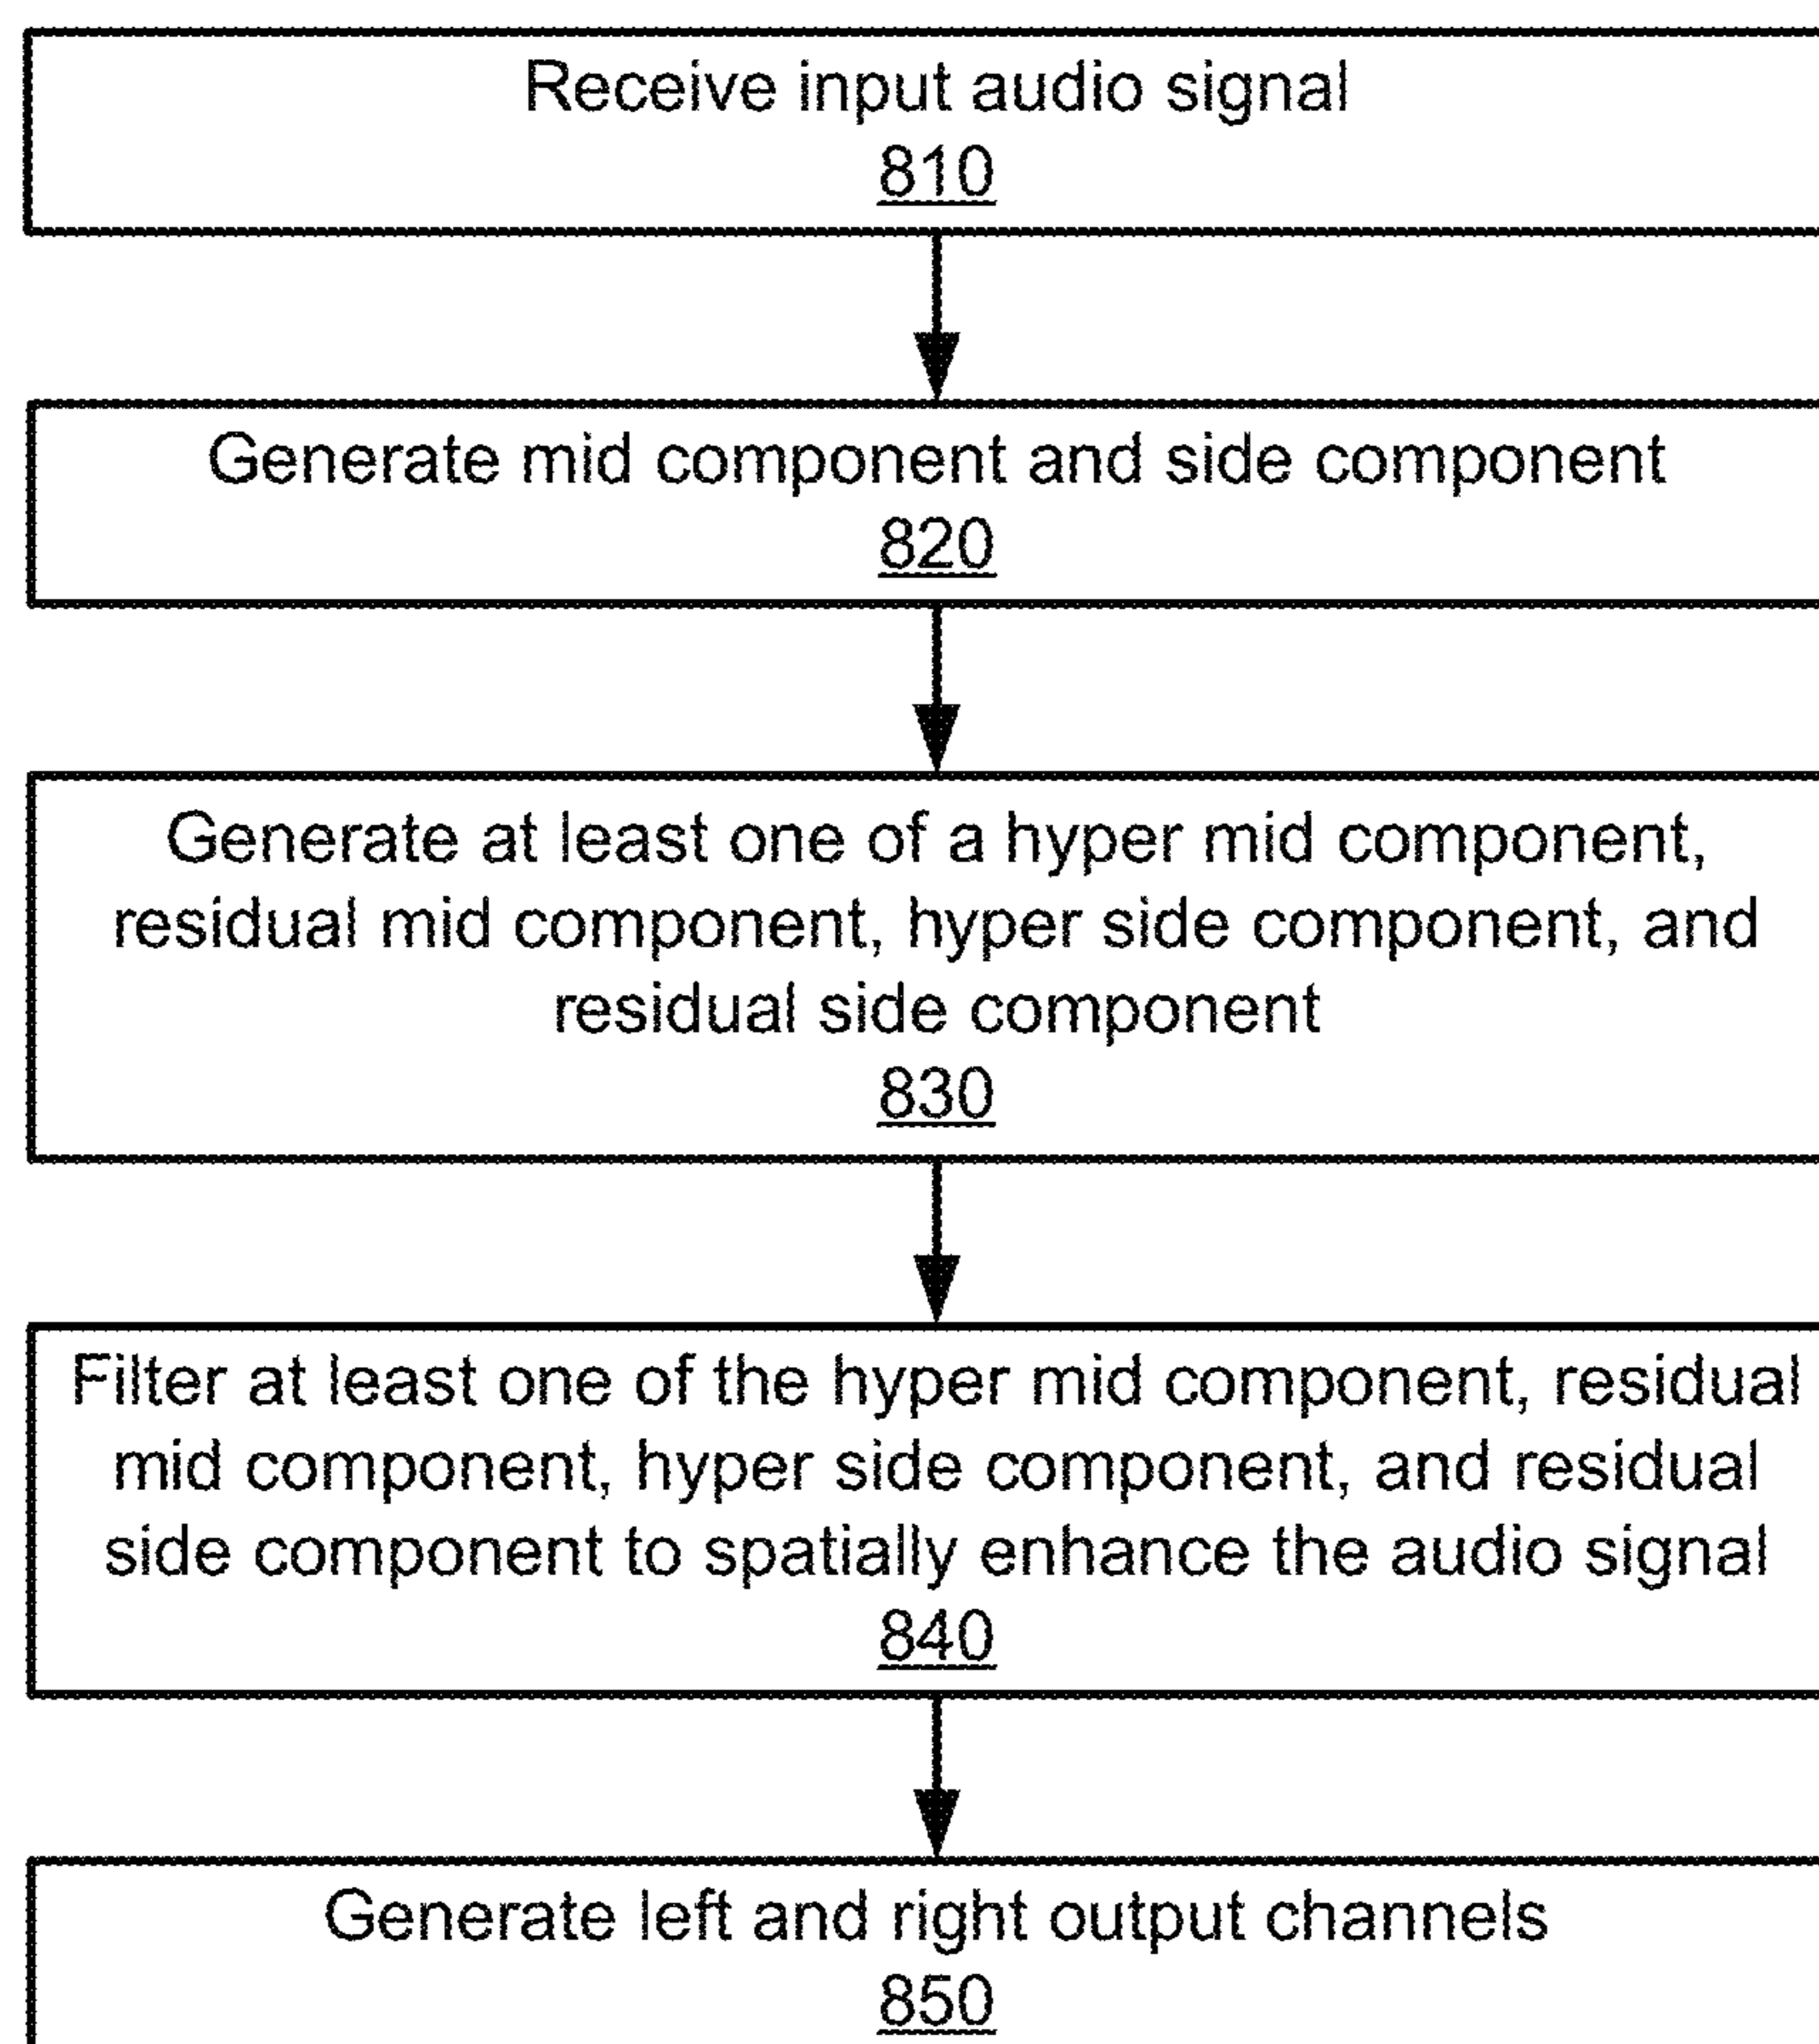 Receive input audio signal
810
Generate mid component and side component
820
Generate at least one of a hyper mid component,
residual mid component, hyper side component, and
residual side component
830
Filter at least one of the hyper mid component, residual
mid component, hyper side component, and residual
side component to spatially enhance the audio signal
840
Generate left and right output channels
850